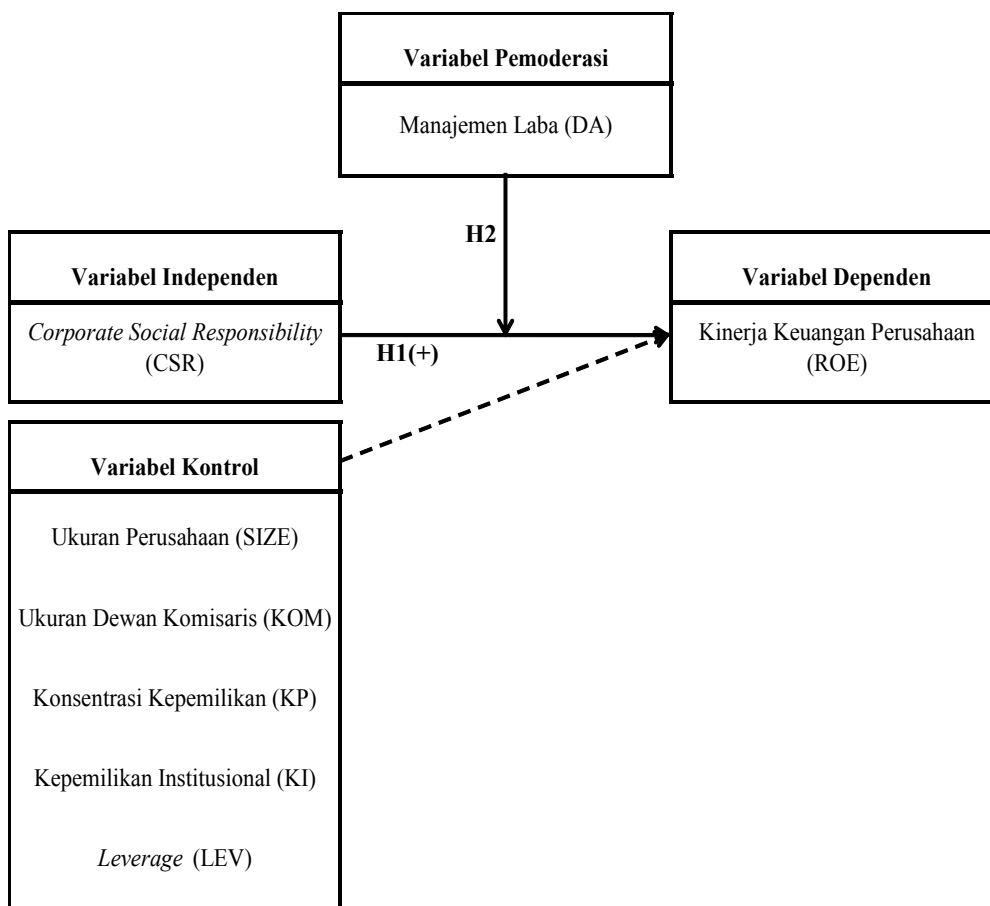 Variabel Pemoderasi
Manajemen Laba (DA)
H2
Variabel Independen
Corporate Social Responsibility
(CSR)
H1(+)
Variabel Dependen
Kinerja Keuangan Perusahaan
(ROE)
Variabel Kontrol
Ukuran Perusahaan (SIZE)
Ukuran Dewan Komisaris (KOM)
Konsentrasi Kepemilikan (KP)
Kepemilikan Institusional (KI)
Leverage (LEV)